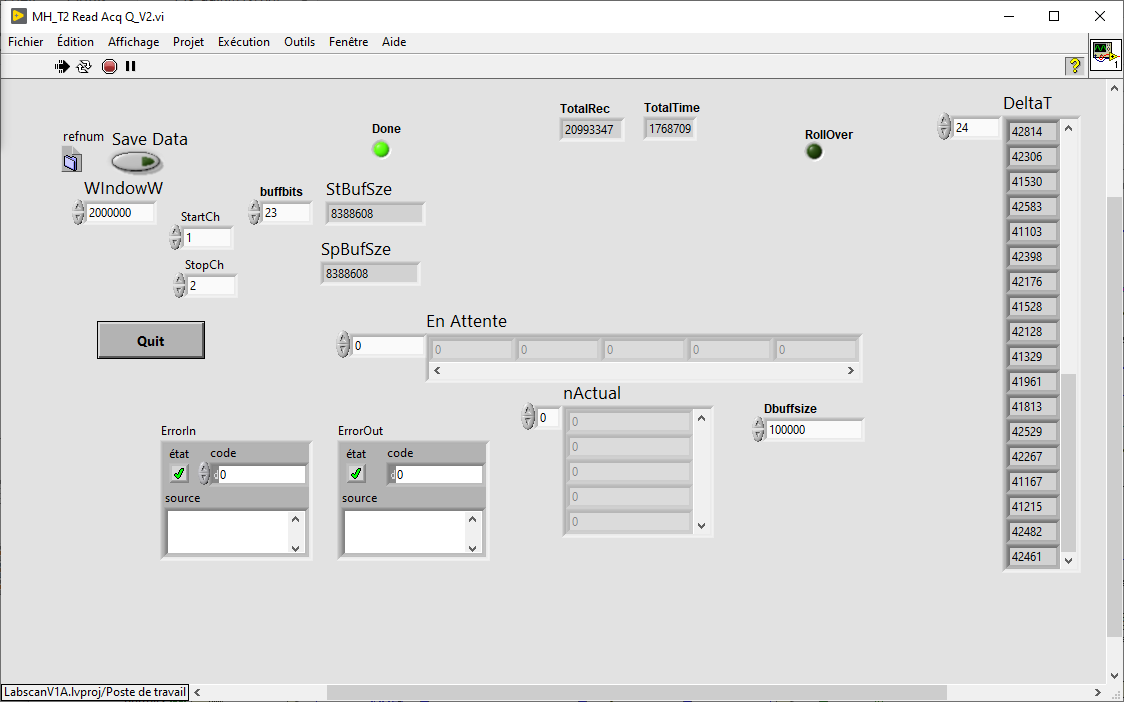 MH_T2 Read Acq Q_V2.vi
Fichier Édition Affichage Projet Exécution Outils Fenêtre Aide
?
1
DeltaT
TotalRec TotalTime
20993347 1768709
24
refnum Save Data
Done
RollOver
WIndowW
2000000
buffbits
23
StBufSze
8388608
StartCh
1
SpBufSze
8388608
StopCh
2
Quit
En Attente
0
0 0 0 0 0
nActual
0
0
0
0
0
0
Dbuffsize
100000
ErrorIn
état code
0
source
ErrorOut
état code
0
source
42814
42306
41530
42583
41103
42398
42176
41528
42128
41329
41961
41813
42529
42267
41167
41215
42482
42461
LabscanV1A.lvproj/Poste de travail